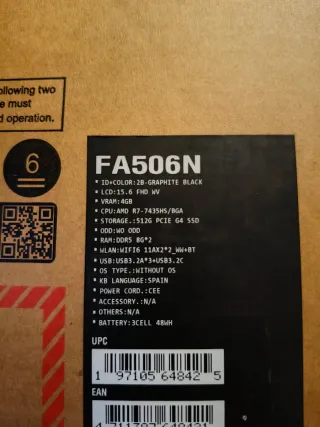 ollowing two
e must
d operation.
6
FA506N
* ID+COLOR:2B-GRAPHITE BLACK
* LCD:15.6 FHD WV
* VRAM:4GB
* CPU:AMD R7-7435HS/BGA
* STORAGE.:512G PCIE G4 SSD
* ODD:WO ODD
* RAM:DDR5 8G*2
* WLAN:WIFI6 11AX2*2_WW+BT
* USB:USB3.2A*3+USB3.2C
* OS TYPE.:WITHOUT OS
* KB LANGUAGE:SPAIN
* POWER CORD.:CEE
* ACCESSORY.:N/A
* OTHERS:N/A
* BATTERY:3CELL 48WH
UPC
1 97105 64842 5
EAN